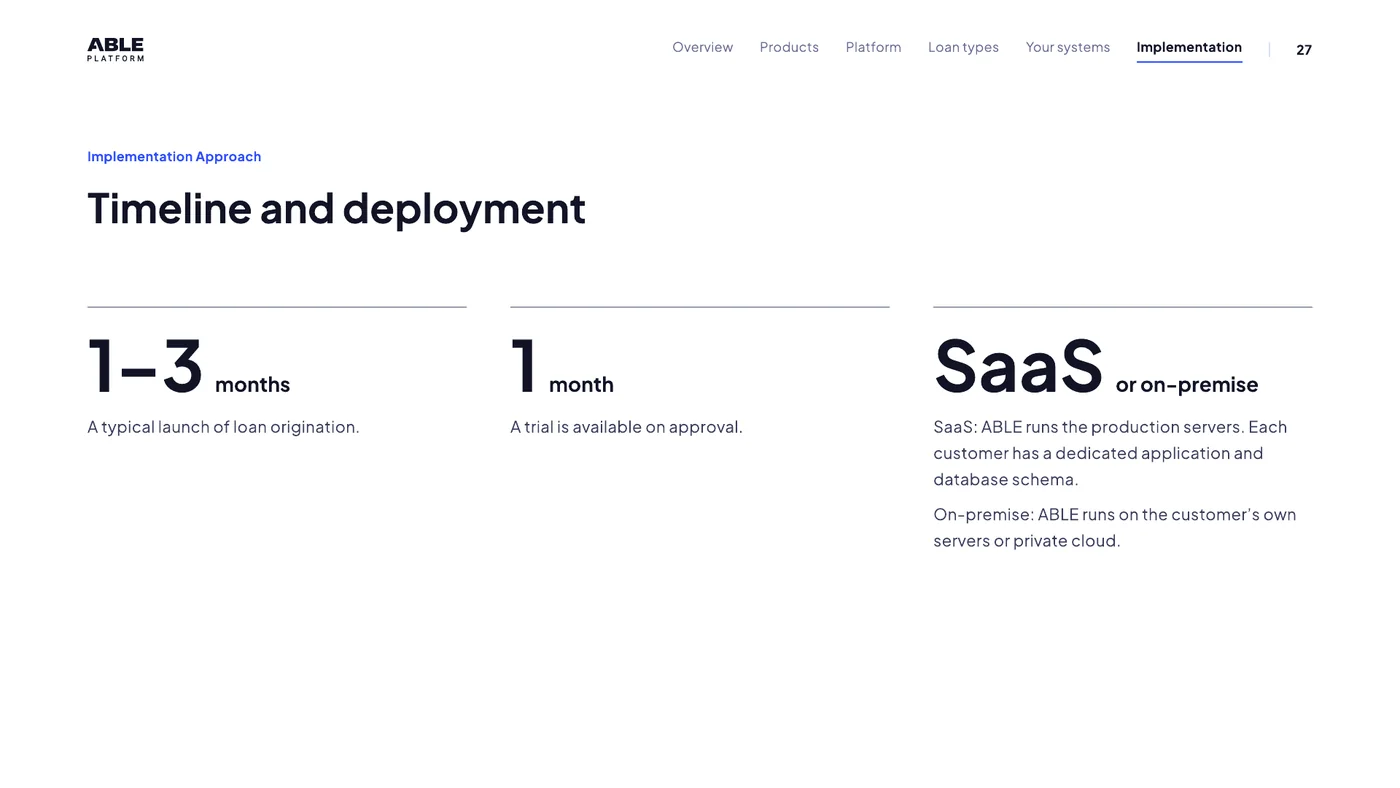 ABLE
PLATFORM
Overview
Products
Platform
Loan types
Your systems
Implementation
27
Implementation Approach
Timeline and deployment
1–3 months
A typical launch of loan origination.
1 month
A trial is available on approval.
SaaS or on-premise
SaaS: ABLE runs the production servers. Each
customer has a dedicated application and
database schema.
On-premise: ABLE runs on the customer’s own
servers or private cloud.